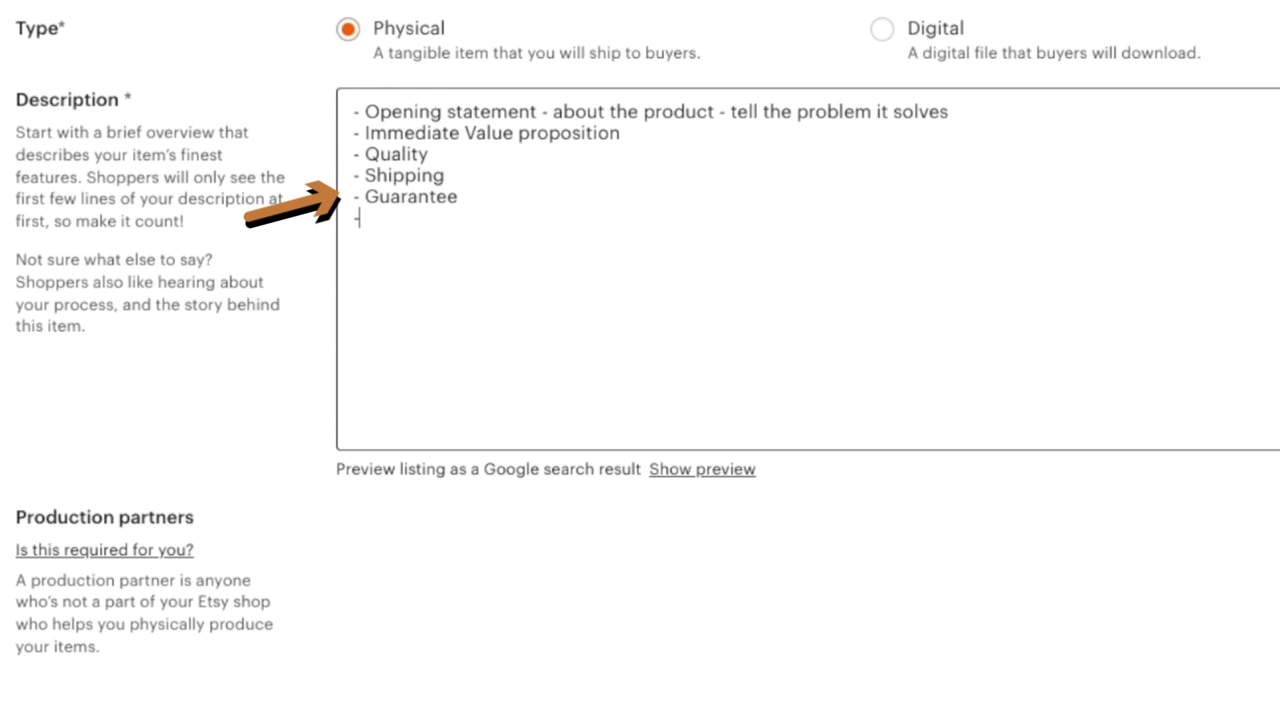 Type*
Physical
A tangible item that you will ship to buyers.
Digital
A digital file that buyers will download.
Description *
Start with a brief overview that
describes your item's finest
features. Shoppers will only see the
first few lines of your description at
first, so make it count!
Not sure what else to say?
Shoppers also like hearing about
your process, and the story behind
this item.
- Opening statement - about the product - tell the problem it solves
- Immediate Value proposition
- Quality
- Shipping
- Guarantee
-
Preview listing as a Google search result Show preview
Production partners
Is this required for you?
A production partner is anyone
who's not a part of your Etsy shop
who helps you physically produce
your items.